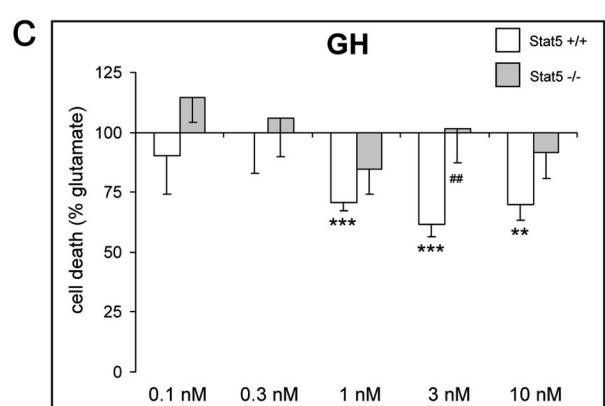 C
GH
Stat5 +/+
Stat5 -/-
cell death (% glutamate)
125
100
75
50
25
0
***
***
##
**
0.1 nM 0.3 nM 1 nM 3 nM 10 nM